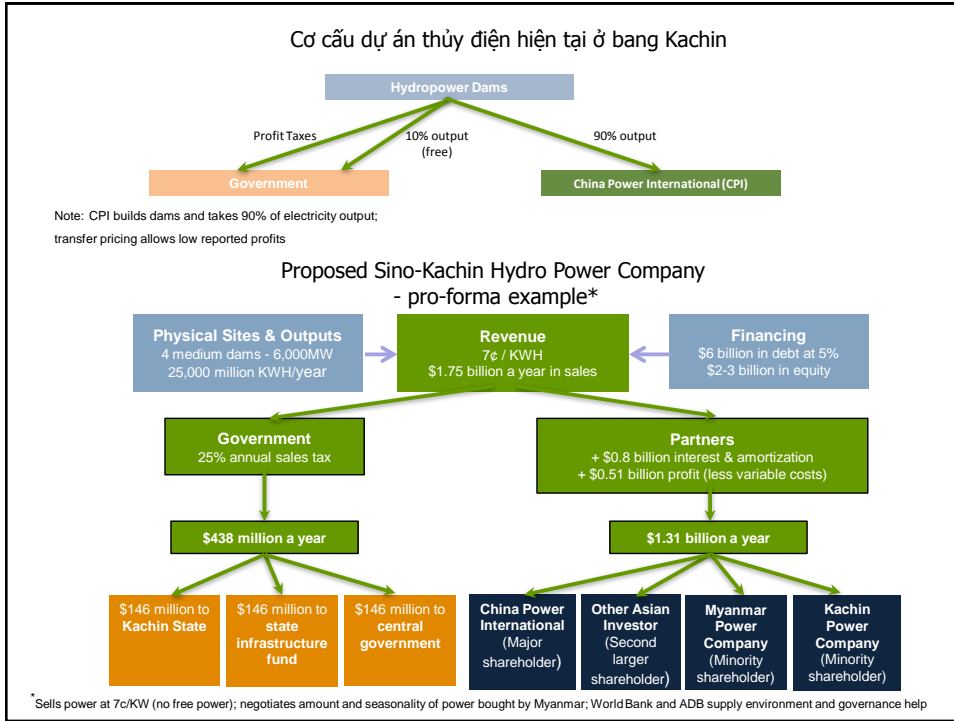 Cơ cấu dự án thủy điện hiện tại ở bang Kachin
Hydropower Dams
Profit Taxes
10% output
(free)
90% output
Government
China Power International (CPI)
Note: CPI builds dams and takes 90% of electricity output;
transfer pricing allows low reported profits
Proposed Sino-Kachin Hydro Power Company
- pro-forma example*
Physical Sites & Outputs
4 medium dams - 6,000MW
25,000 million KWH/year
Revenue
7¢ / KWH
$1.75 billion a year in sales
Financing
$6 billion in debt at 5%
$2-3 billion in equity
Government
25% annual sales tax
Partners
+ $0.8 billion interest & amortization
+ $0.51 billion profit (less variable costs)
$438 million a year
$1.31 billion a year
$146 million to
Kachin State
$146 million to
state
infrastructure
fund
$146 million to
central
government
China Power
International
(Major
shareholder)
Other Asian
Investor
(Second
larger
shareholder)
Myanmar
Power
Company
(Minority
shareholder)
Kachin
Power
Company
(Minority
shareholder)
*Sells power at 7c/KW (no free power); negotiates amount and seasonality of power bought by Myanmar; World Bank and ADB supply environment and governance help